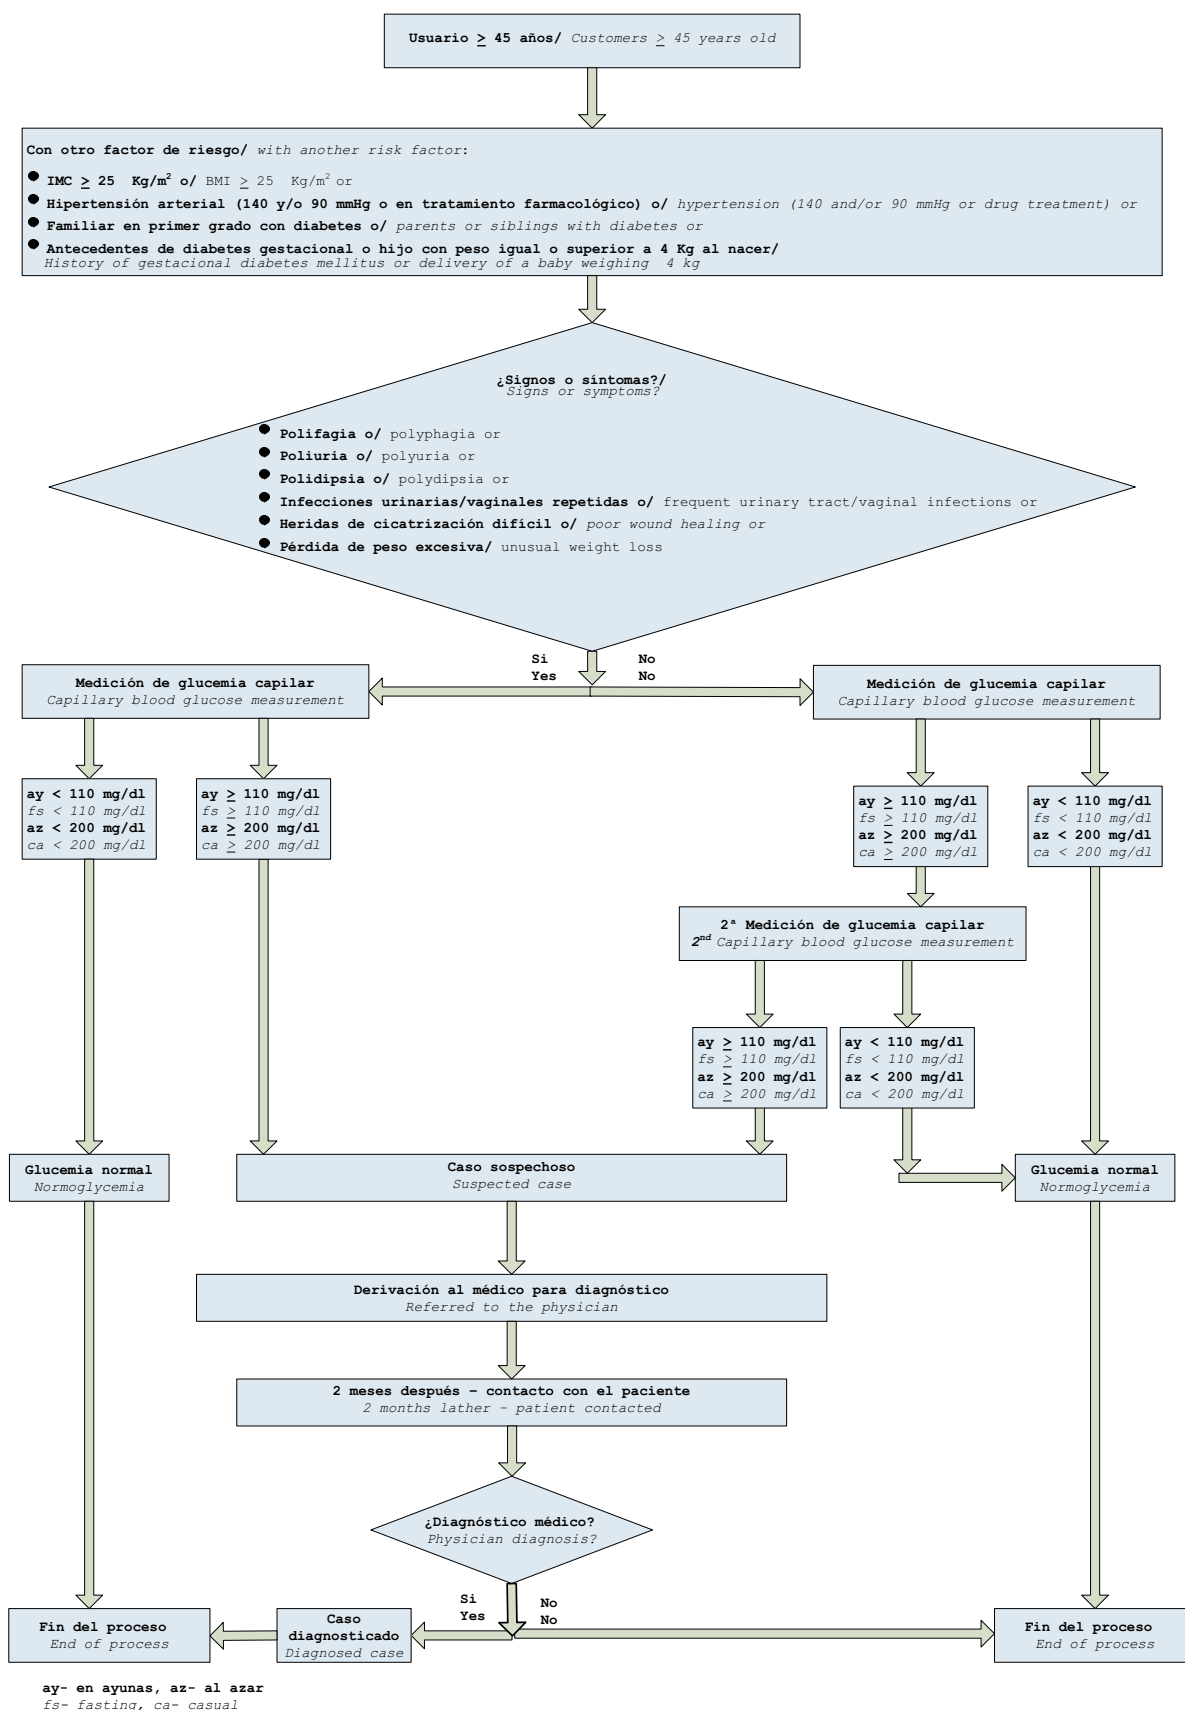 Usuario ≥ 45 años/ Customers ≥ 45 years old
Con otro factor de riesgo/ with another risk factor:
● IMC ≥ 25 Kg/m² o/ BMI ≥ 25 Kg/m² or
● Hipertensión arterial (140 y/o 90 mmHg o en tratamiento farmacológico) o/ hypertension (140 and/or 90 mmHg or drug treatment) or
● Familiar en primer grado con diabetes o/ parents or siblings with diabetes or
● Antecedentes de diabetes gestacional o hijo con peso igual o superior a 4 Kg al nacer/
History of gestacional diabetes mellitus or delivery of a baby weighing 4 kg
¿Signos o síntomas?/
Signs or symptoms?
● Polifagia o/ polyphagia or
● Poliuria o/ polyuria or
● Polidipsia o/ polydipsia or
● Infecciones urinarias/vaginales repetidas o/ frequent urinary tract/vaginal infections or
● Heridas de cicatrización difícil o/ poor wound healing or
● Pérdida de peso excesiva/ unusual weight loss
Si
Yes
No
No
Medición de glucemia capilar
Capillary blood glucose measurement
Medición de glucemia capilar
Capillary blood glucose measurement
ay < 110 mg/dl
fs < 110 mg/dl
az < 200 mg/dl
ca < 200 mg/dl
ay ≥ 110 mg/dl
fs ≥ 110 mg/dl
az ≥ 200 mg/dl
ca ≥ 200 mg/dl
ay ≥ 110 mg/dl
fs ≥ 110 mg/dl
az ≥ 200 mg/dl
ca ≥ 200 mg/dl
ay < 110 mg/dl
fs < 110 mg/dl
az < 200 mg/dl
ca < 200 mg/dl
2ª Medición de glucemia capilar
2nd Capillary blood glucose measurement
ay ≥ 110 mg/dl
fs ≥ 110 mg/dl
az ≥ 200 mg/dl
ca ≥ 200 mg/dl
ay < 110 mg/dl
fs < 110 mg/dl
az < 200 mg/dl
ca < 200 mg/dl
Glucemia normal
Normoglycemia
Caso sospechoso
Suspected case
Glucemia normal
Normoglycemia
Derivación al médico para diagnóstico
Referred to the physician
2 meses después – contacto con el paciente
2 months lather – patient contacted
¿Diagnóstico médico?
Physician diagnosis?
Si
Yes
No
No
Fin del proceso
End of process
Caso
diagnosticado
Diagnosed case
Fin del proceso
End of process
ay- en ayunas, az- al azar
fs- fasting, ca- casual